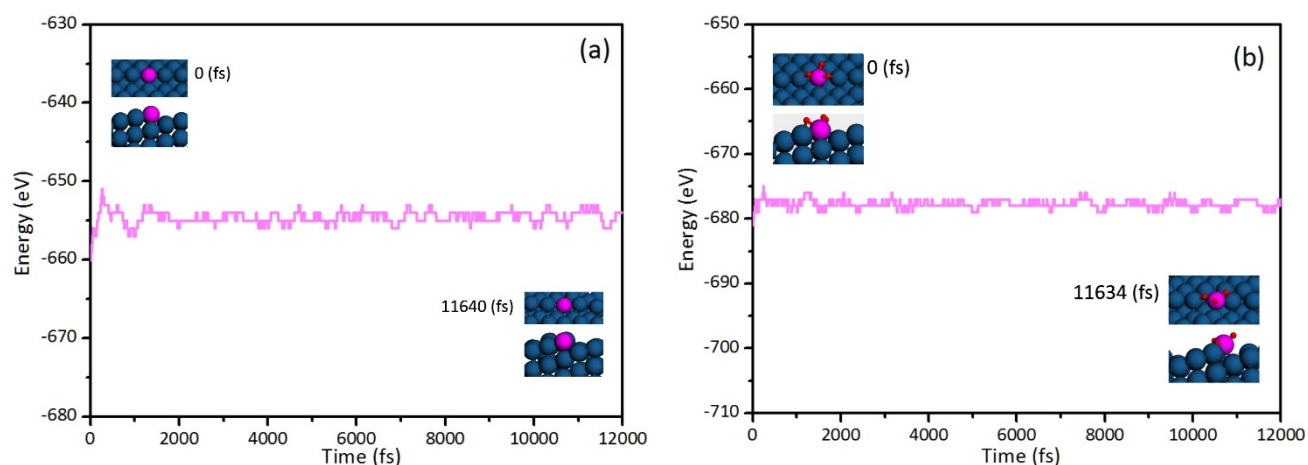 (a)
0 (fs)
11640 (fs)
Energy (eV)
-630
-640
-650
-660
-670
-680
0 2000 4000 6000 8000 10000 12000
Time (fs)
(b)
0 (fs)
11634 (fs)
Energy (eV)
-650
-660
-670
-680
-690
-700
-710
0 2000 4000 6000 8000 10000 12000
Time (fs)